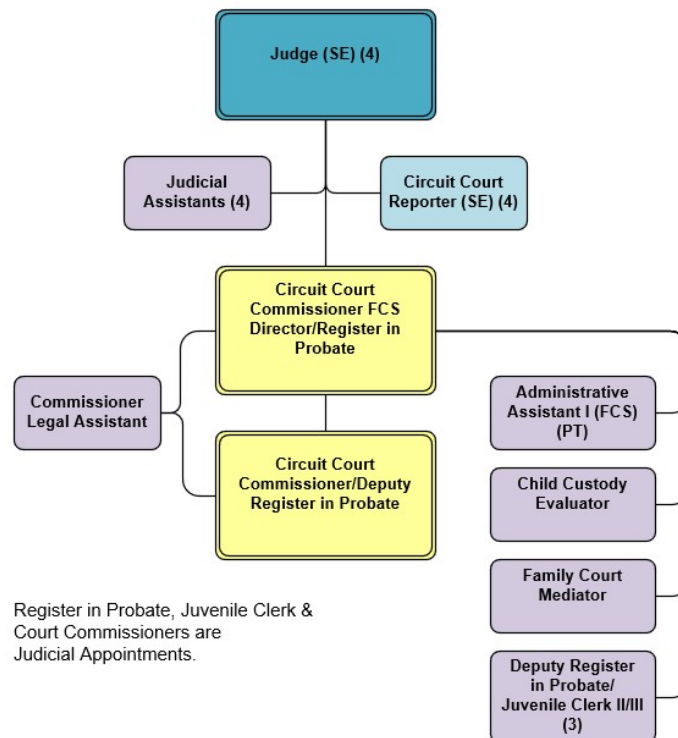 Judge (SE) (4)
Judicial
Assistants (4)
Circuit Court
Reporter (SE) (4)
Circuit Court
Commissioner FCS
Director/Register in
Probate
Commissioner
Legal Assistant
Circuit Court
Commissioner/Deputy
Register in Probate
Administrative
Assistant I (FCS)
(PT)
Child Custody
Evaluator
Family Court
Mediator
Deputy Register
in Probate/
Juvenile Clerk II/III
(3)
Register in Probate, Juvenile Clerk &
Court Commissioners are
Judicial Appointments.